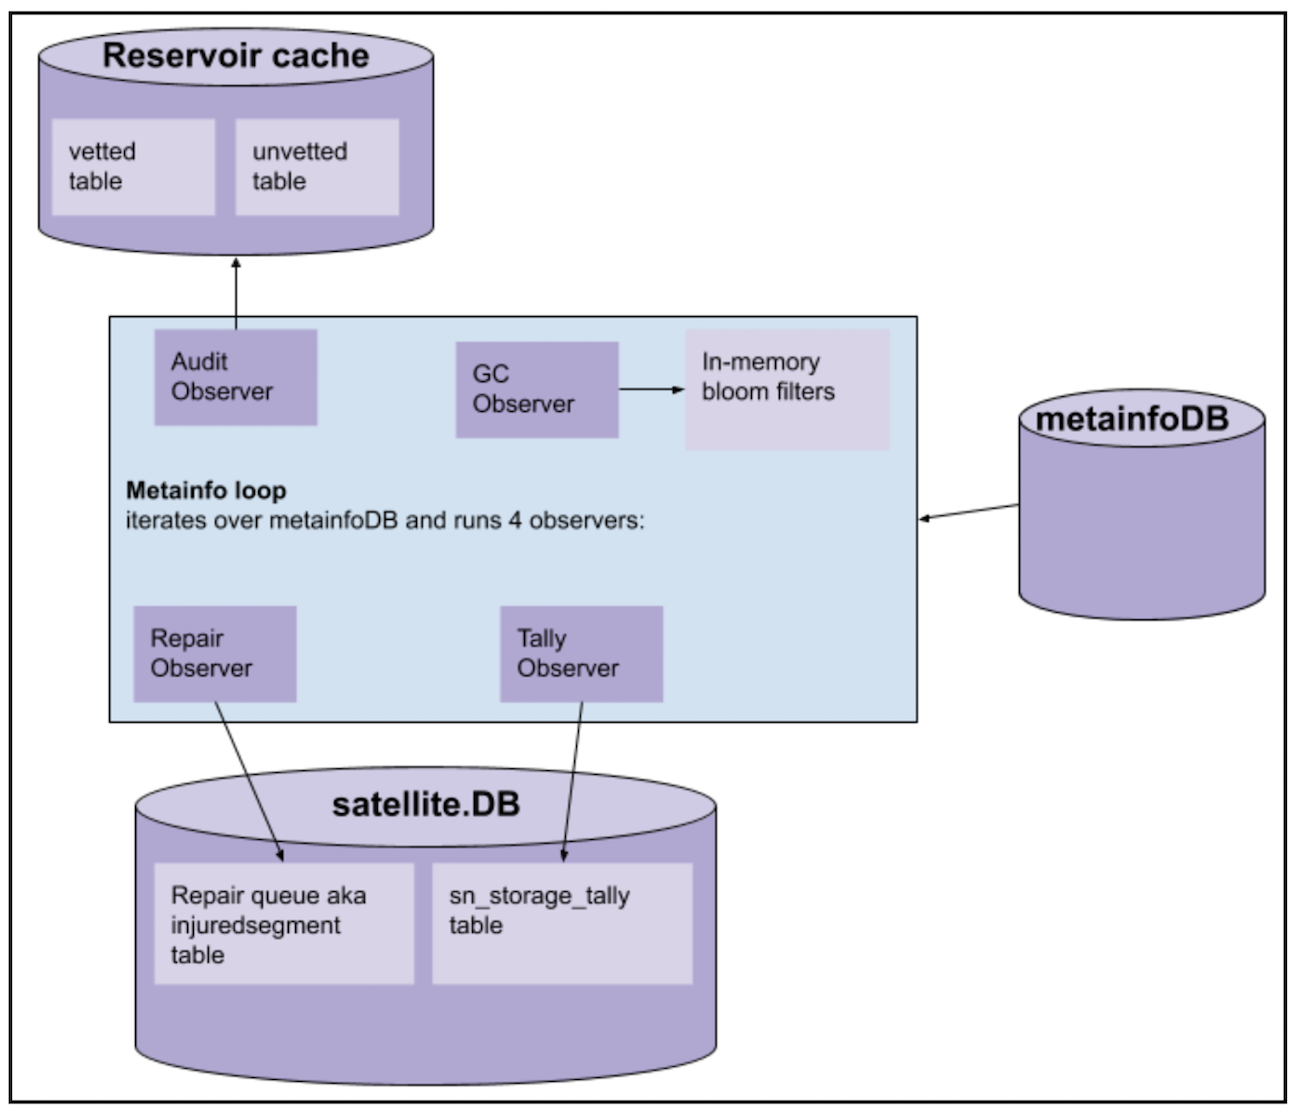 Reservoir cache
vetted
table
unvetted
table
Audit
Observer
GC
Observer
In-memory
bloom filters
metainfoDB
Metainfo loop
iterates over metainfoDB and runs 4 observers:
Repair
Observer
Tally
Observer
satellite.DB
Repair queue aka
injuredsegment
table
sn_storage_tally
table